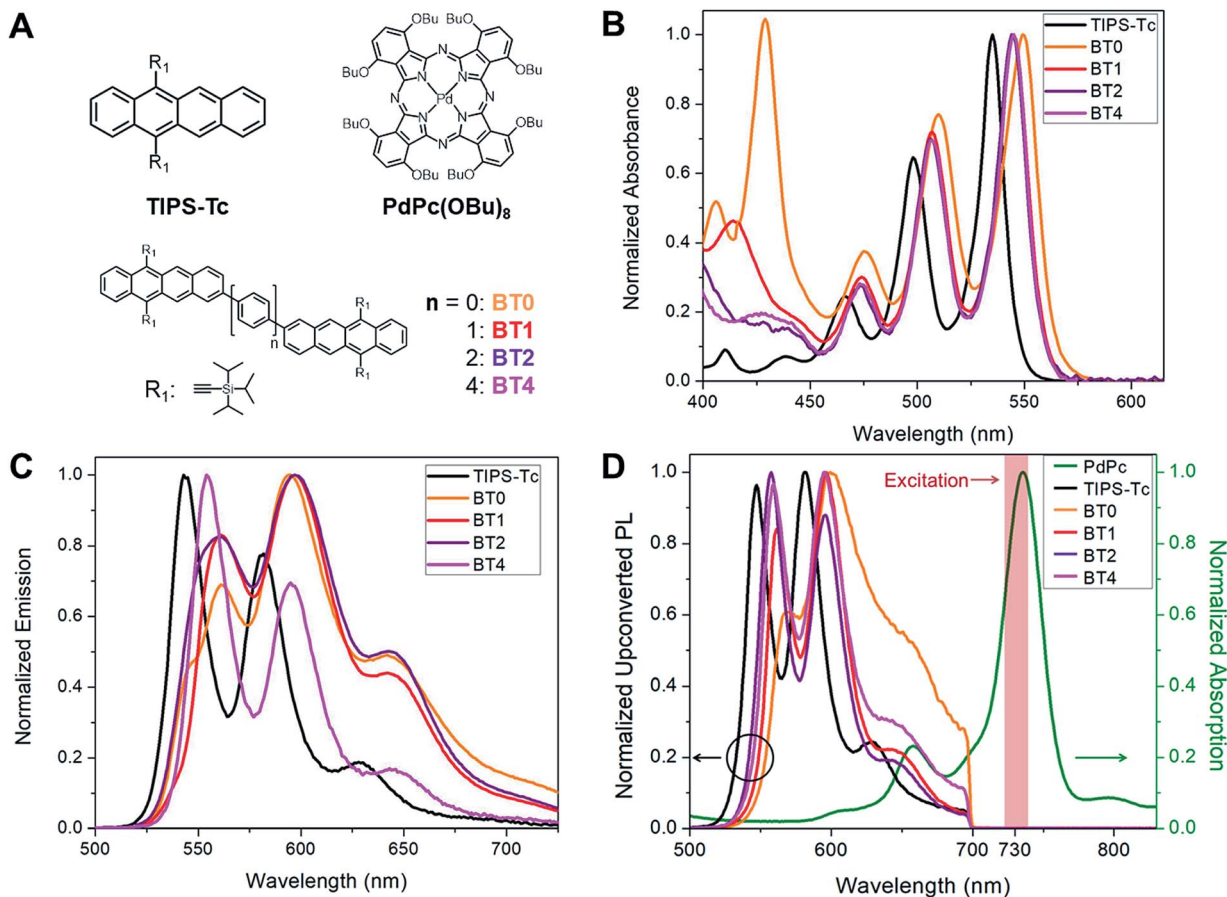 A
R1
R1
TIPS-Tc
OBu
OBu
BuO
OBu
N
N
N
N
N
Pd
N
N
N
BuO
OBu
BuO
OBu
PdPc(OBu)8
R1
R1
n
R1
R1
R1:
Si
n = 0: BT0
1: BT1
2: BT2
4: BT4
B
TIPS-Tc
BT0
BT1
BT2
BT4
Normalized Absorbance
1.0
0.8
0.6
0.4
0.2
0.0
400
450
500
550
600
Wavelength (nm)
C
TIPS-Tc
BT0
BT1
BT2
BT4
Normalized Emission
1.0
0.8
0.6
0.4
0.2
0.0
500
550
600
650
700
Wavelength (nm)
D
Excitation
PdPc
TIPS-Tc
BT0
BT1
BT2
BT4
Normalized Upconverted PL
1.0
0.8
0.6
0.4
0.2
0.0
500
600
700
730
800
Wavelength (nm)
1.0
0.8
0.6
0.4
0.2
0.0
Normalized Absorption